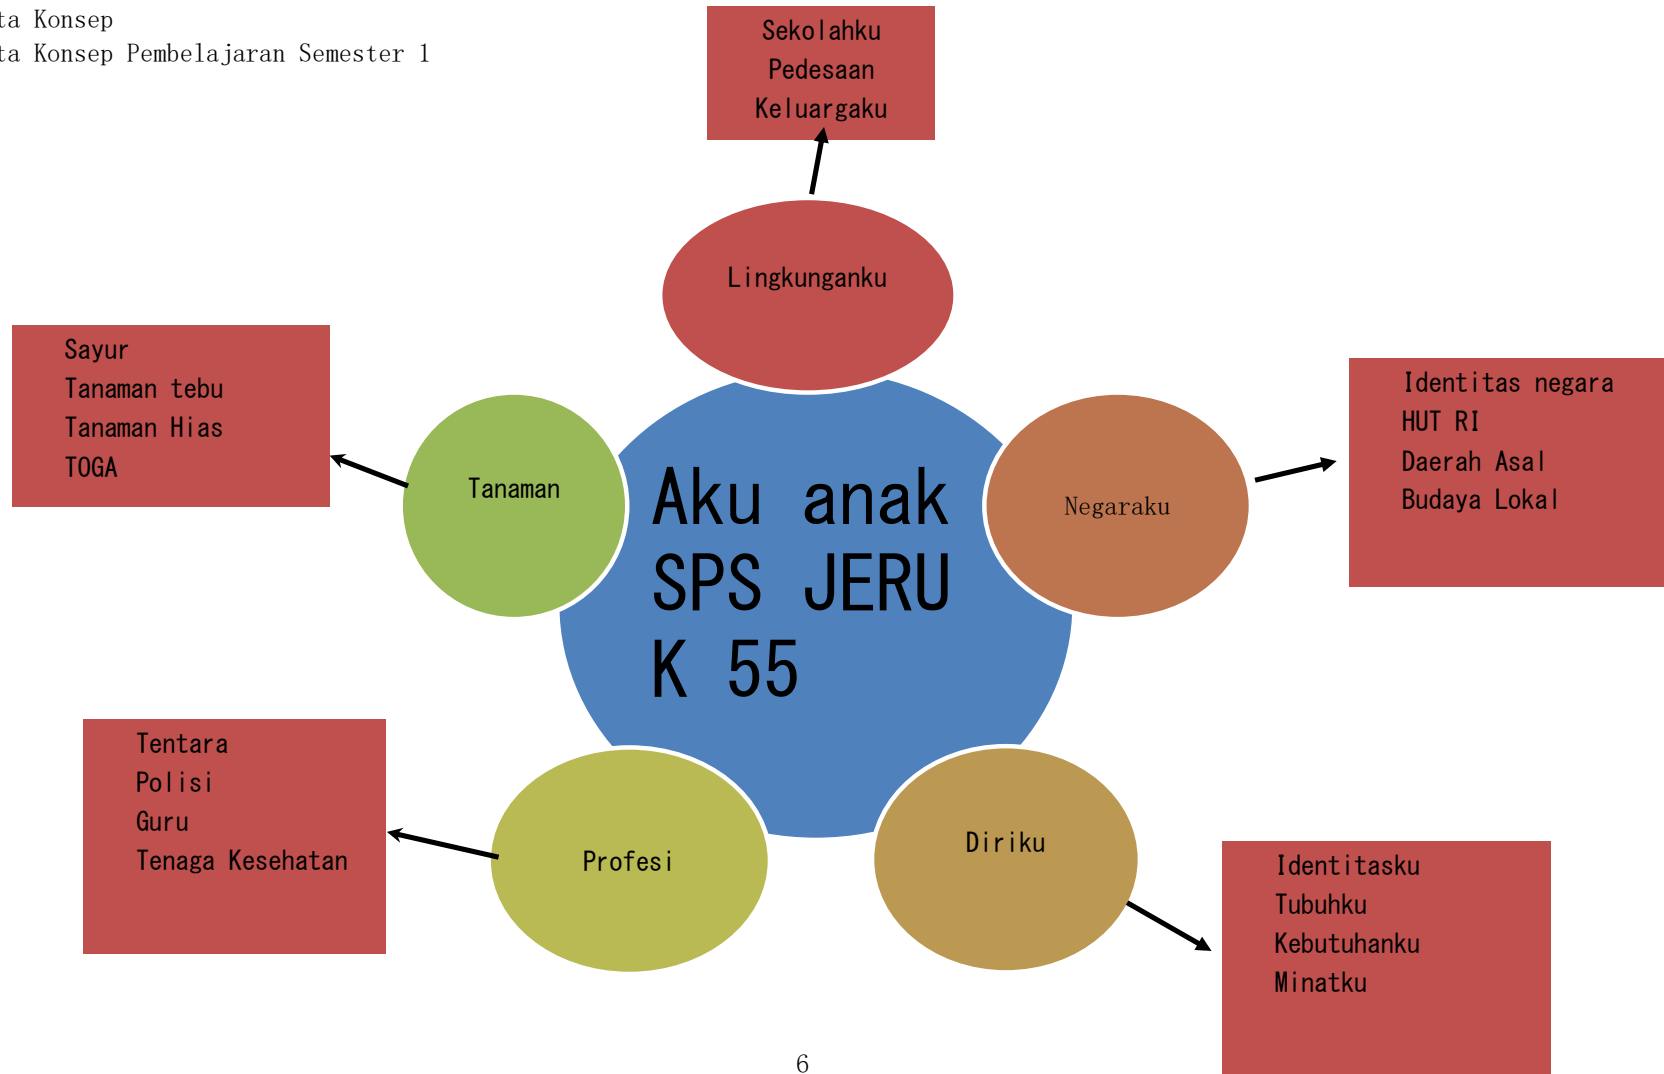 ta Konsep
ta Konsep Pembelajaran Semester 1
Sekolahku
Pedesaan
Keluargaku
Lingkunganku
Sayur
Tanaman tebu
Tanaman Hias
TOGA
Tanaman
Identitas negara
HUT RI
Daerah Asal
Budaya Lokal
Negaraku
Aku anak
SPS JERU
K 55
Tentara
Polisi
Guru
Tenaga Kesehatan
Profesi
Diriku
Identitasku
Tubuhku
Kebutuhanku
Minatku
6